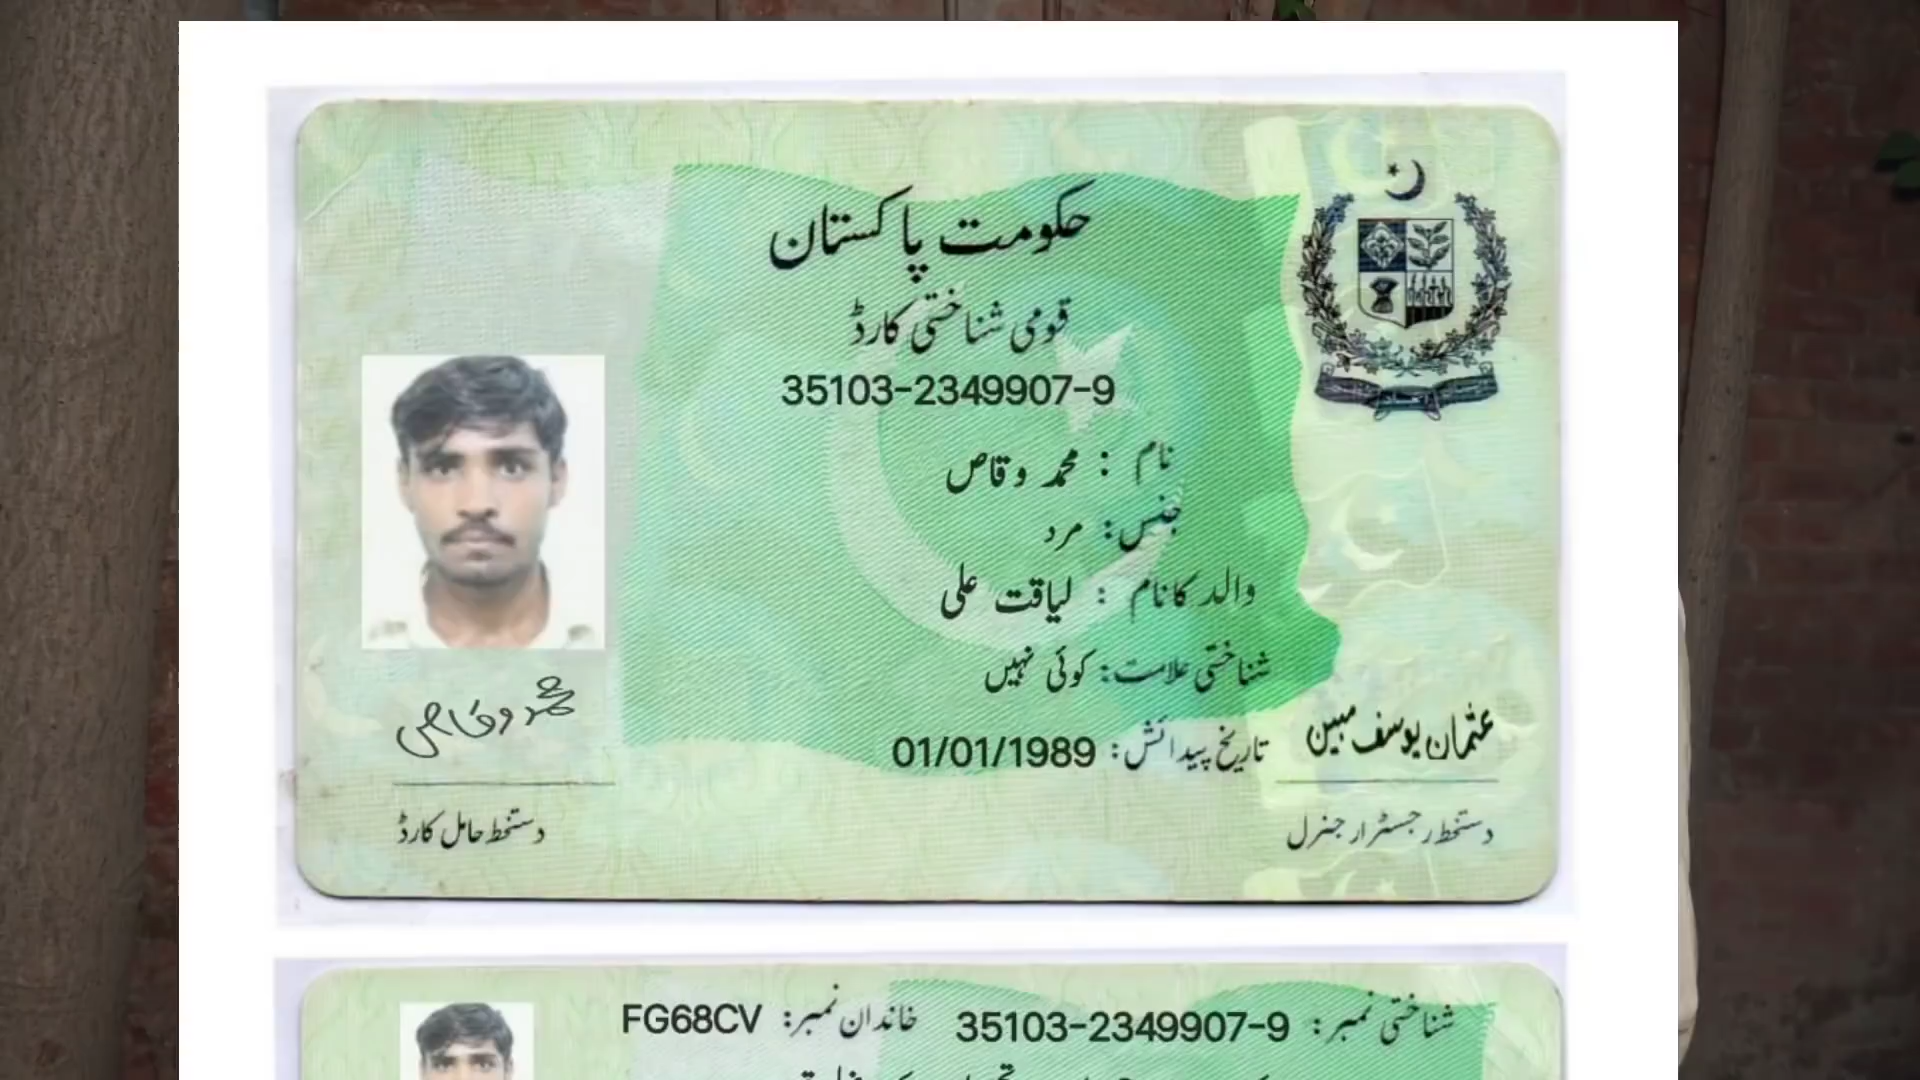 حکومت پاکستان
قومی شناختی کارڈ
35103-2349907-9
نام : محمد وقاص
جنس: مرد
والد کا نام : لیاقت علی
شناختی علامت: کوئی نہیں
تاریخ پیدائش: 01/01/1989
عثمان یوسف مبین
محمد وقاص
دستخط رجسٹرار جنرل
دستخط حامل کارڈ
شناختی نمبر: 35103-2349907-9 خاندان نمبر: FG68CV